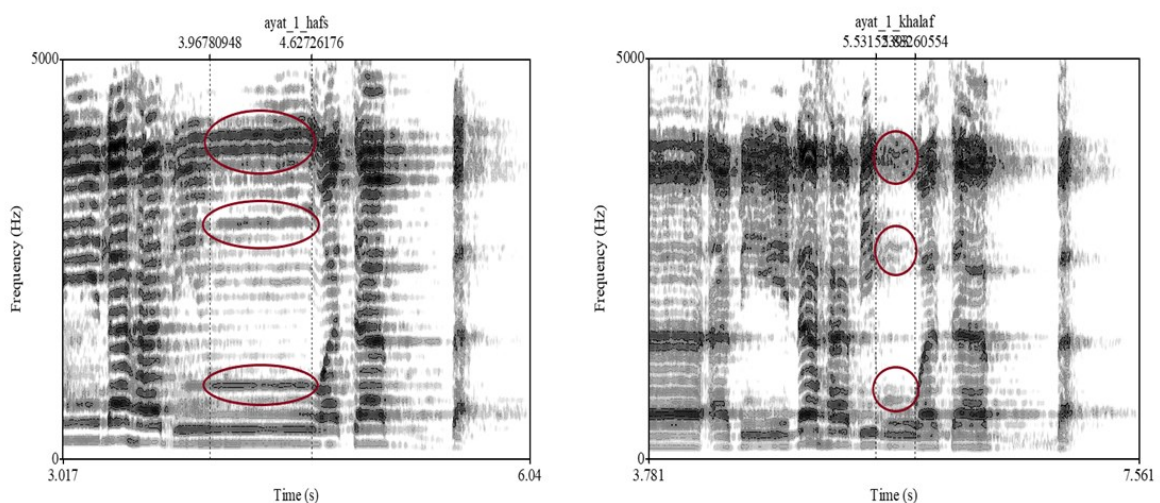 ayat_1_hafs
3.96780948 4.62726176
5000
Frequency (Hz)
0
3.017 6.04
Time (s)
ayat_1_khalaf
5000
Frequency (Hz)
0
3.781 7.561
Time (s)